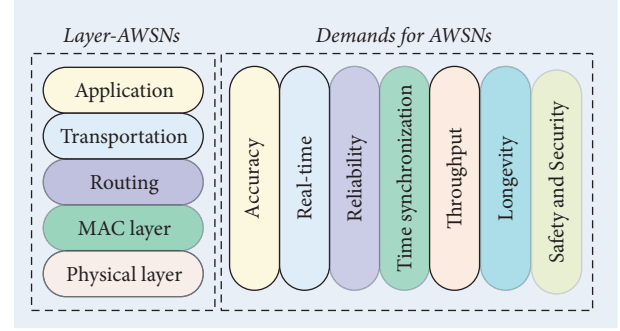 Layer-AWSNs
Application
Transportation
Routing
MAC layer
Physical layer
Demands for AWSNs
Accuracy
Real-time
Reliability
Time synchronization
Throughput
Longevity
Safety and Security